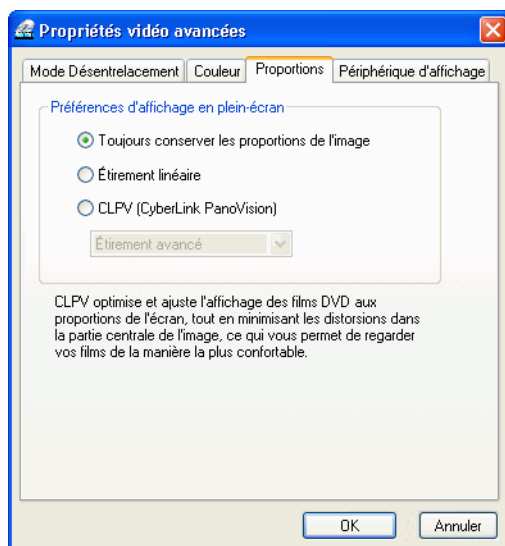 Propriétés vidéo avancées
Mode Désentrelacement Couleur Proportions Périphérique d'affichage
Préférences d'affichage en plein-écran
Toujours conserver les proportions de l'image
Étirement linéaire
CLPV (CyberLink PanoVision)
Étirement avancé
CLPV optimise et ajuste l'affichage des films DVD aux
proportions de l'écran, tout en minimisant les distorsions dans
la partie centrale de l'image, ce qui vous permet de regarder
vos films de la manière la plus confortable.
OK Annuler